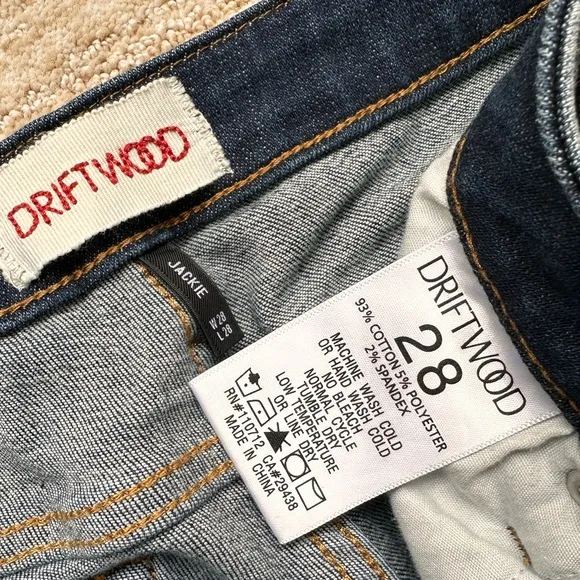 DRIFTWOOD
JACKIE
W28
L 28
DRIFTWOOD
28
93% COTTON 5% POLYESTER
2% SPANDEX
MACHINE WASH COLD
OR HAND WASH COLD
NO BLEACH
NORMAL CYCLE
TUMBLE DRY
LOW TEMPERATURE
OR LINE DRY
RN#110712 CA#29438
MADE IN CHINA